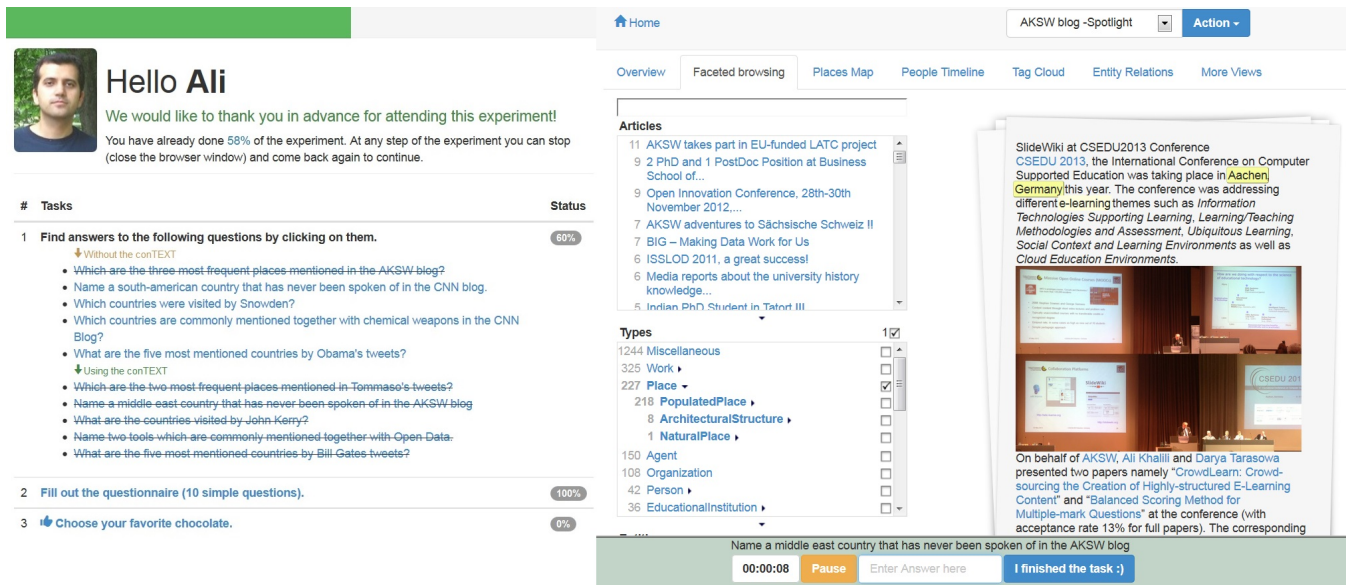 Hello Ali
We would like to thank you in advance for attending this experiment!
You have already done 58% of the experiment. At any step of the experiment you can stop
(close the browser window) and come back again to continue.
# Tasks Status
1 Find answers to the following questions by clicking on them. 60%
Without the conTEXT
Which are the three most frequent places mentioned in the AKSW blog?
Name a south-american country that has never been spoken of in the CNN blog.
Which countries were visited by Snowden?
Which countries are commonly mentioned together with chemical weapons in the CNN
Blog?
What are the five most mentioned countries by Obama's tweets?
Using the conTEXT
Which are the two most frequent places mentioned in Tommaso's tweets?
Name a middle east country that has never been spoken of in the AKSW blog
What are the countries visited by John Kerry?
Name two tools which are commonly mentioned together with Open Data.
What are the five most mentioned countries by Bill Gates tweets?
2 Fill out the questionnaire (10 simple questions). 100%
3 Choose your favorite chocolate. 0%
Home
AKSW blog -Spotlight
Action
Overview Faceted browsing Places Map People Timeline Tag Cloud Entity Relations More Views
Articles
11 AKSW takes part in EU-funded LATC project
9 2 PhD and 1 PostDoc Position at Business
School of...
9 Open Innovation Conference, 28th-30th
November 2012,...
7 AKSW adventures to Sächsische Schweiz !!
7 BIG – Making Data Work for Us
6 ISSLOD 2011, a great success!
6 Media reports about the university history
knowledge...
5 Indian PhD Student in Tatort III
Types 1
1244 Miscellaneous
325 Work
227 Place
218 PopulatedPlace
8 ArchitecturalStructure
1 NaturalPlace
150 Agent
108 Organization
42 Person
36 EducationalInstitution
SlideWiki at CSEDU2013 Conference
CSEDU 2013, the International Conference on Computer
Supported Education was taking place in Aachen,
Germany this year. The conference was addressing
different e-learning themes such as Information
Technologies Supporting Learning, Learning/Teaching
Methodologies and Assessment, Ubiquitous Learning,
Social Context and Learning Environments as well as
Cloud Education Environments.
CSEDU 201
On behalf of AKSW, Ali Khalili and Darya Tarasowa
presented two papers namely “CrowdLearn: Crowd-
sourcing the Creation of Highly-structured E-Learning
Content” and “Balanced Scoring Method for
Multiple-mark Questions” at the conference (with
acceptance rate 13% for full papers). The corresponding
Name a middle east country that has never been spoken of in the AKSW blog
00:00:08 Pause Enter Answer here I finished the task :)